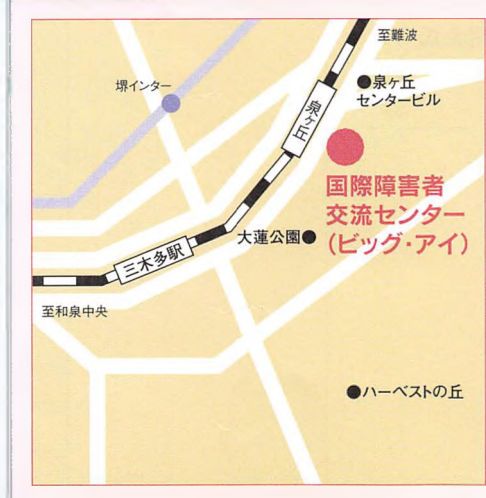 至難波
堺インター
●泉ヶ丘
センタービル
泉ヶ丘
国際障害者
交流センター
(ビッグ・アイ)
大蓮公園●
三木多駅
至和泉中央
●ハーベストの丘